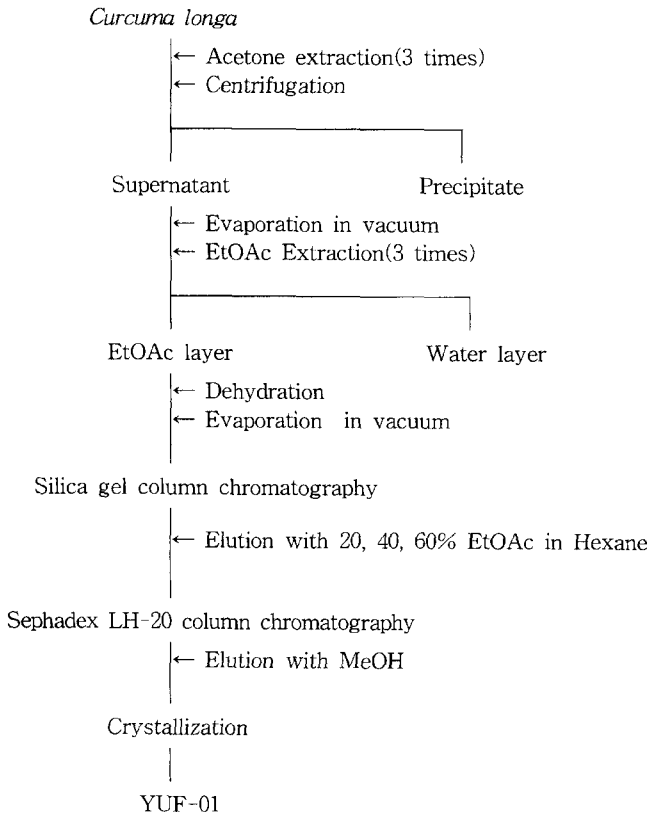 Curcuma longa
← Acetone extraction(3 times)
← Centrifugation
Supernatant Precipitate
← Evaporation in vacuum
← EtOAc Extraction(3 times)
EtOAc layer Water layer
← Dehydration
← Evaporation in vacuum
Silica gel column chromatography
← Elution with 20, 40, 60% EtOAc in Hexane
Sephadex LH-20 column chromatography
← Elution with MeOH
Crystallization
YUF-01